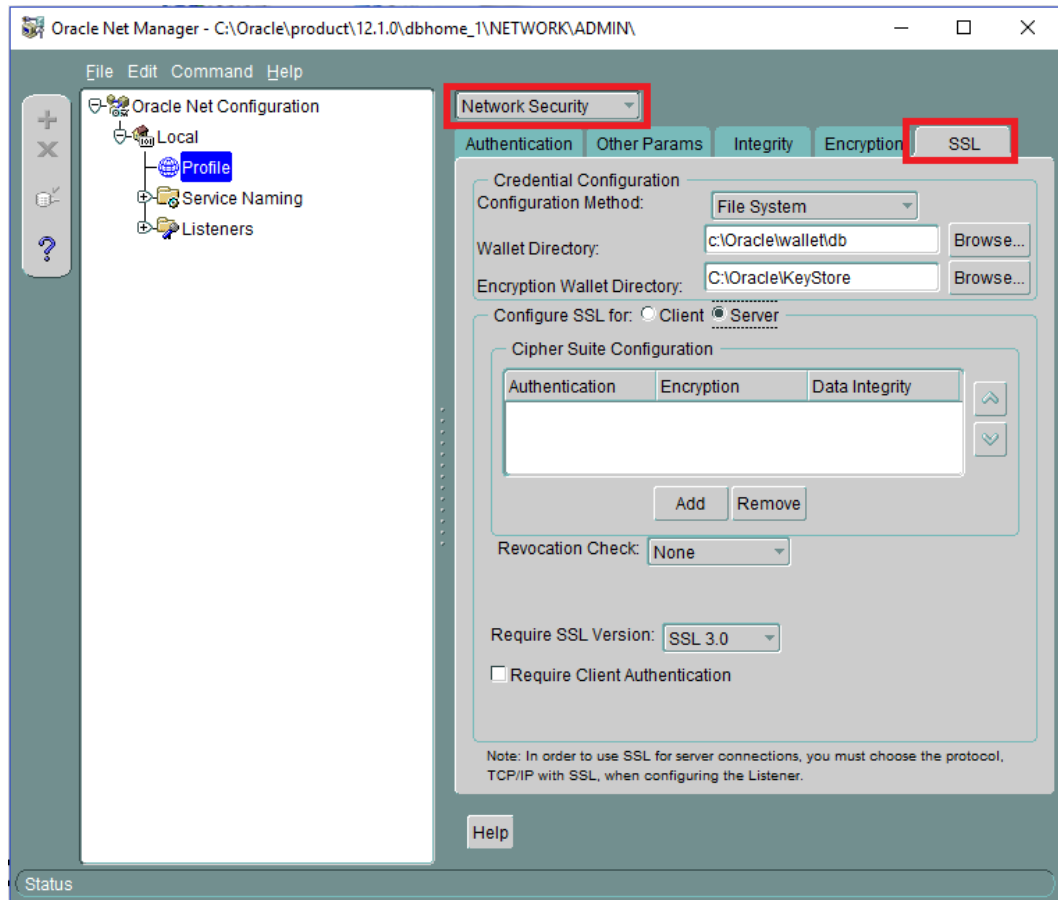 Oracle Net Manager - C:\Oracle\product\12.1.0\dbhome_1\NETWORK\ADMIN\
File Edit Command Help
Oracle Net Configuration
Local
Profile
Service Naming
Listeners
Network Security
Authentication Other Params Integrity Encryption SSL
Credential Configuration
Configuration Method: File System
Wallet Directory: c:\Oracle\wallet\db Browse...
Encryption Wallet Directory: C:\Oracle\KeyStore Browse...
Configure SSL for: Client Server
Cipher Suite Configuration
Authentication Encryption Data Integrity
Add Remove
Revocation Check: None
Require SSL Version: SSL 3.0
Require Client Authentication
Note: In order to use SSL for server connections, you must choose the protocol,
TCP/IP with SSL, when configuring the Listener.
Help
Status